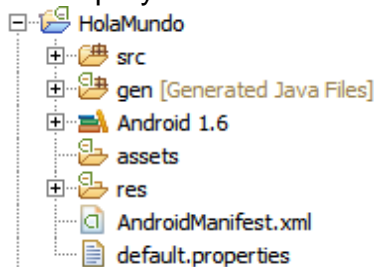 HolaMundo
src
gen [Generated Java Files]
Android 1.6
assets
res
AndroidManifest.xml
default.properties